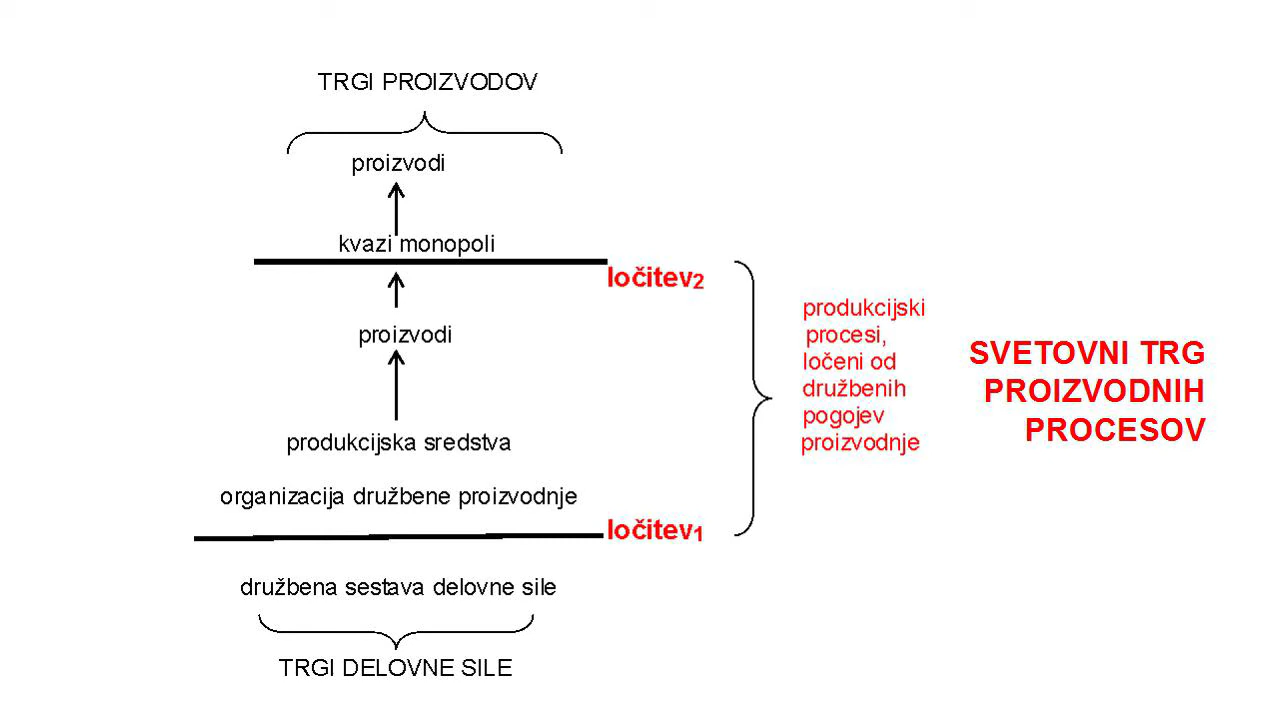 TRGI PROIZVODOV
proizvodi
kvazi monopoli
ločitev2
proizvodi
produkcijska sredstva
organizacija družbene proizvodnje
ločitev1
družbena sestava delovne sile
TRGI DELOVNE SILE
produkcijski
procesi,
ločeni od
družbenih
pogojev
proizvodnje
SVETOVNI TRG
PROIZVODNIH
PROCESOV